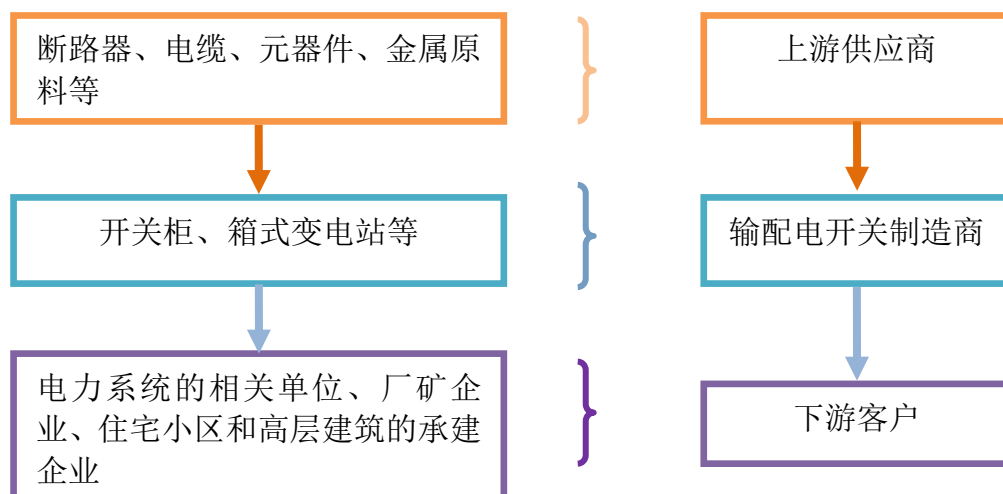 断路器、电缆、元器件、金属原
料等
上游供应商
开关柜、箱式变电站等
输配电开关制造商
电力系统的相关单位、厂矿企
业、住宅小区和高层建筑的承建
企业
下游客户